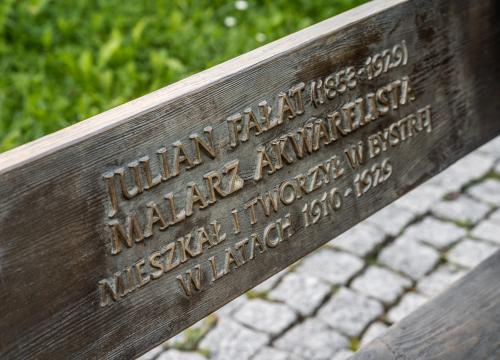 JULIAN FAŁAT (1853-1929)
MALARZ AKWARELISTA
MIESZKAŁ I TWORZYŁ W BYSTREJ
W LATACH 1910-1929